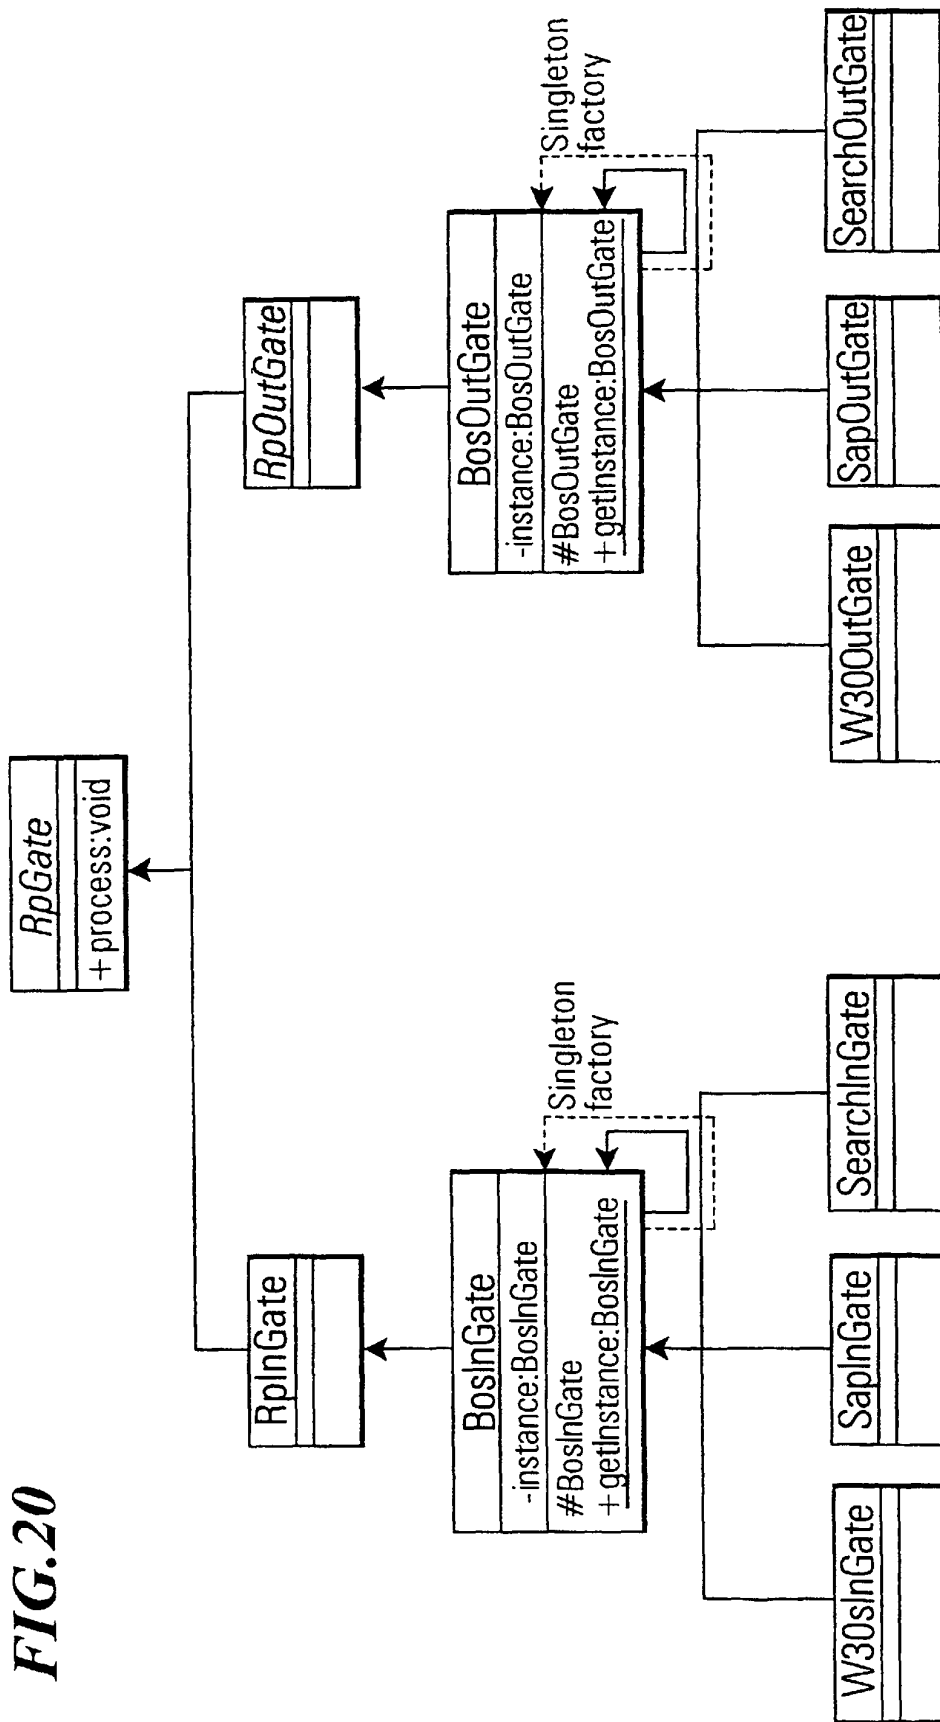 FIG.20
RpGate
+process:void
RpInGate
RpOutGate
BosInGate
-instance:BosInGate
#BosInGate
+getInstance:BosInGate
Singleton
factory
BosOutGate
-instance:BosOutGate
#BosOutGate
+getInstance:BosOutGate
Singleton
factory
W30sInGate
SapInGate
SearchInGate
W30OutGate
SapOutGate
SearchOutGate